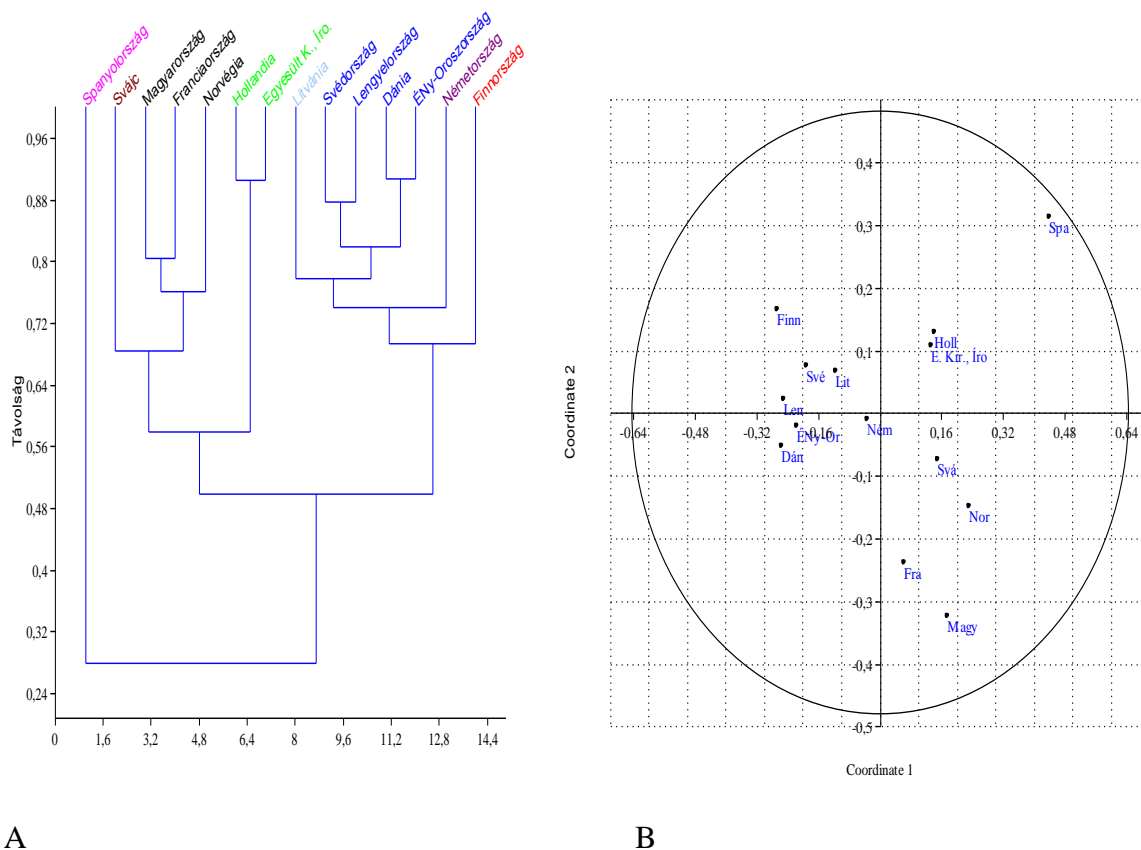 Spanyolország
Svájc
Magyarország
Franciaország
Norvégia
Hollandia
Egyesült K., Íro.
Litvánia
Svédország
Lengyelország
Dánia
ÉNy-Oroszország
Németország
Finnország
Távolság
0,96
0,88
0,8
0,72
0,64
0,56
0,48
0,4
0,32
0,24
0 1,6 3,2 4,8 6,4 8 9,6 11,2 12,8 14,4
A
Coordinate 2
0,4
0,3
0,2
0,1
-0,1
-0,2
-0,3
-0,4
-0,5
-0,64 -0,48 -0,32 -0,16 0,16 0,32 0,48 0,64
Spa
Finn
Holl
E. Kir., Íro
Své
Lit
Len
ÉNy-Or
Ném
Dán
Svá
Nor
Fra
Magy
Coordinate 1
B